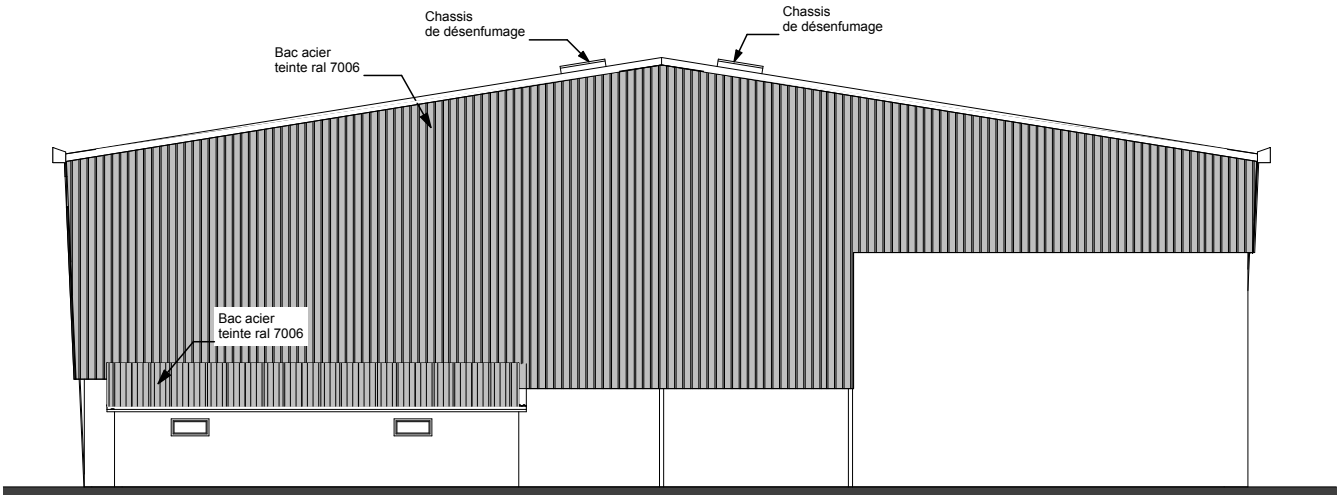 Chassis
de désenfumage
Chassis
de désenfumage
Bac acier
teinte ral 7006
Bac acier
teinte ral 7006